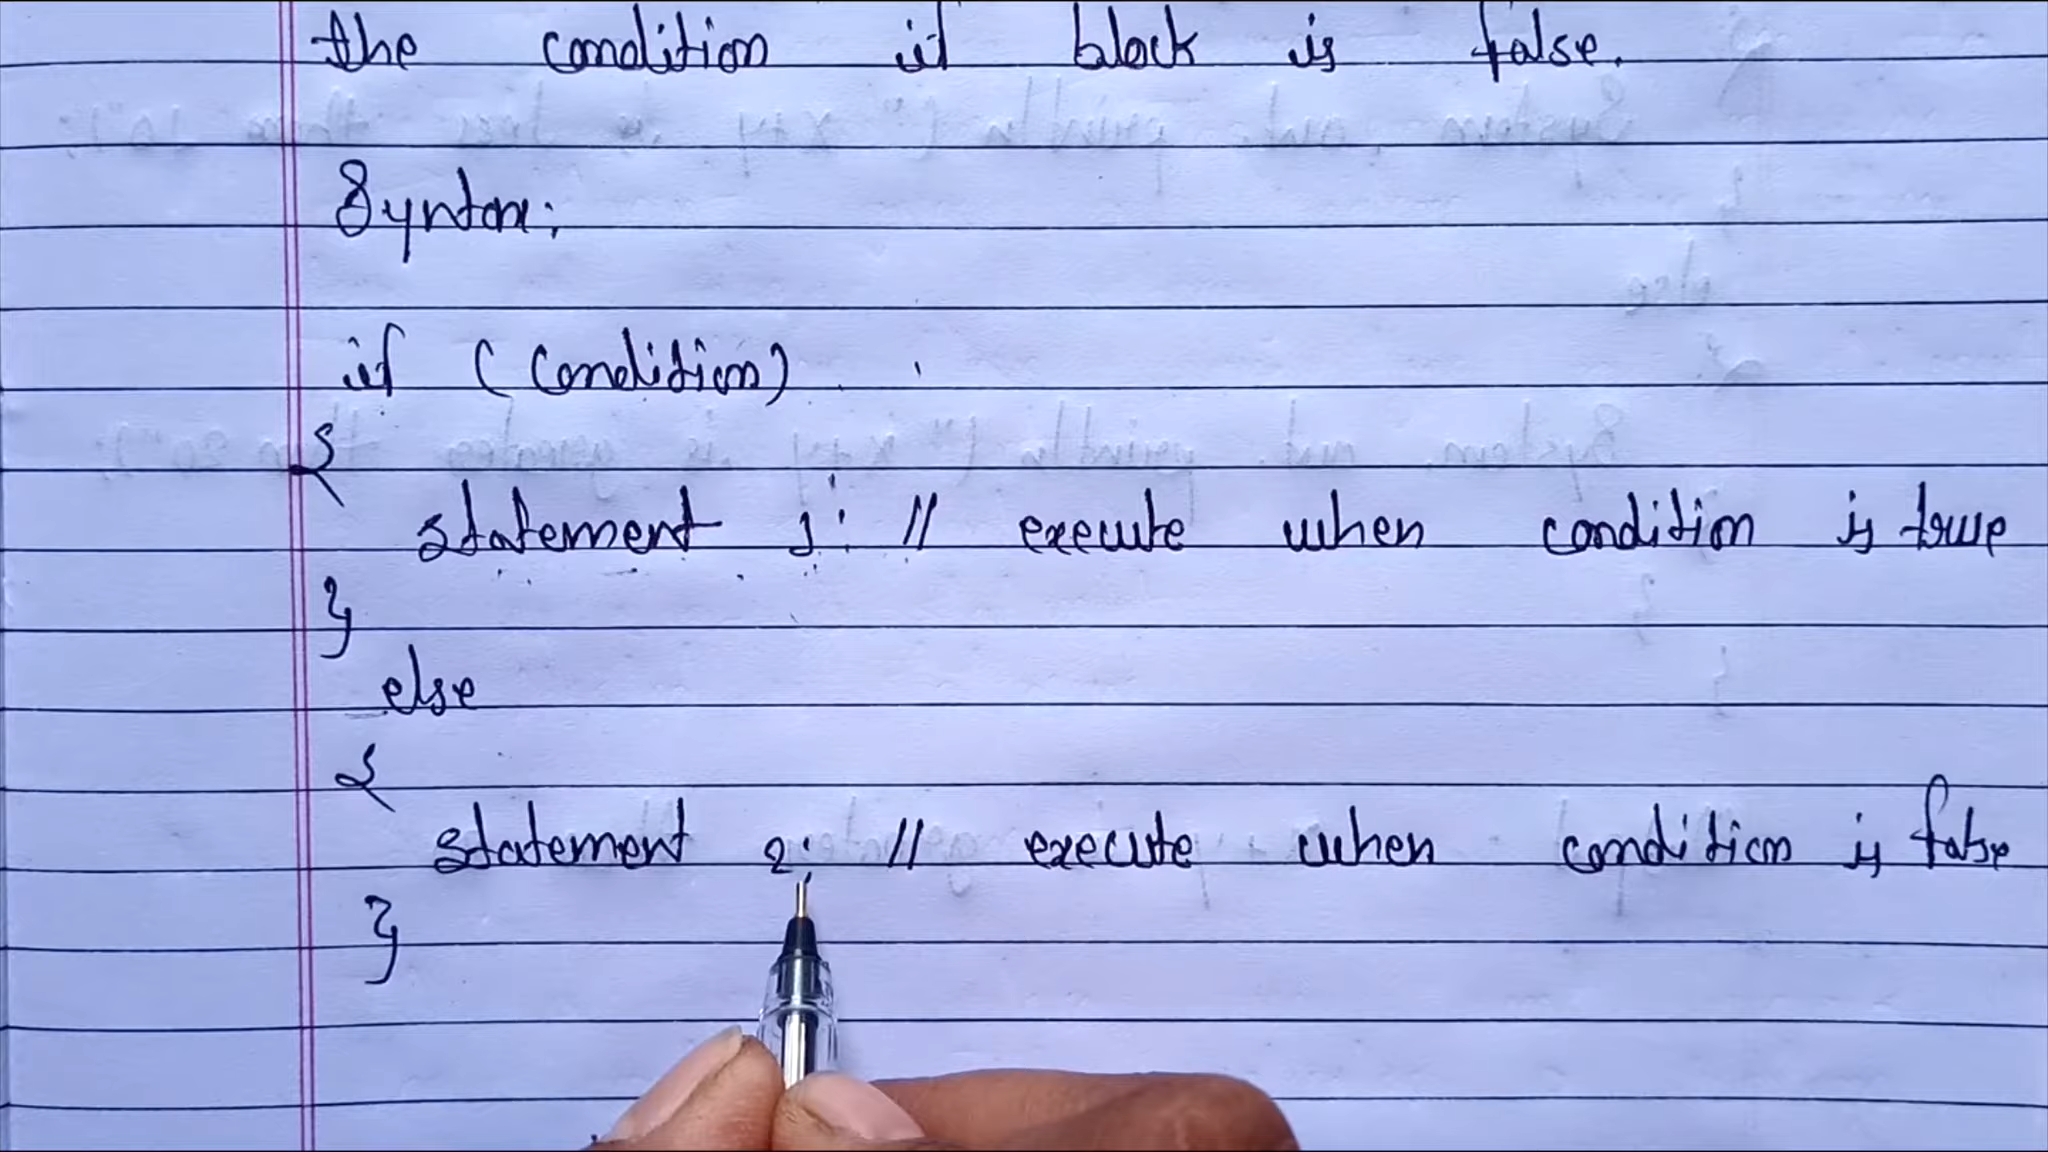 the condition if block is false.
Syntax:
if (condition)
{
statement 1; // execute when condition is true
}
else
{
statement 2; // execute when condition is false
}